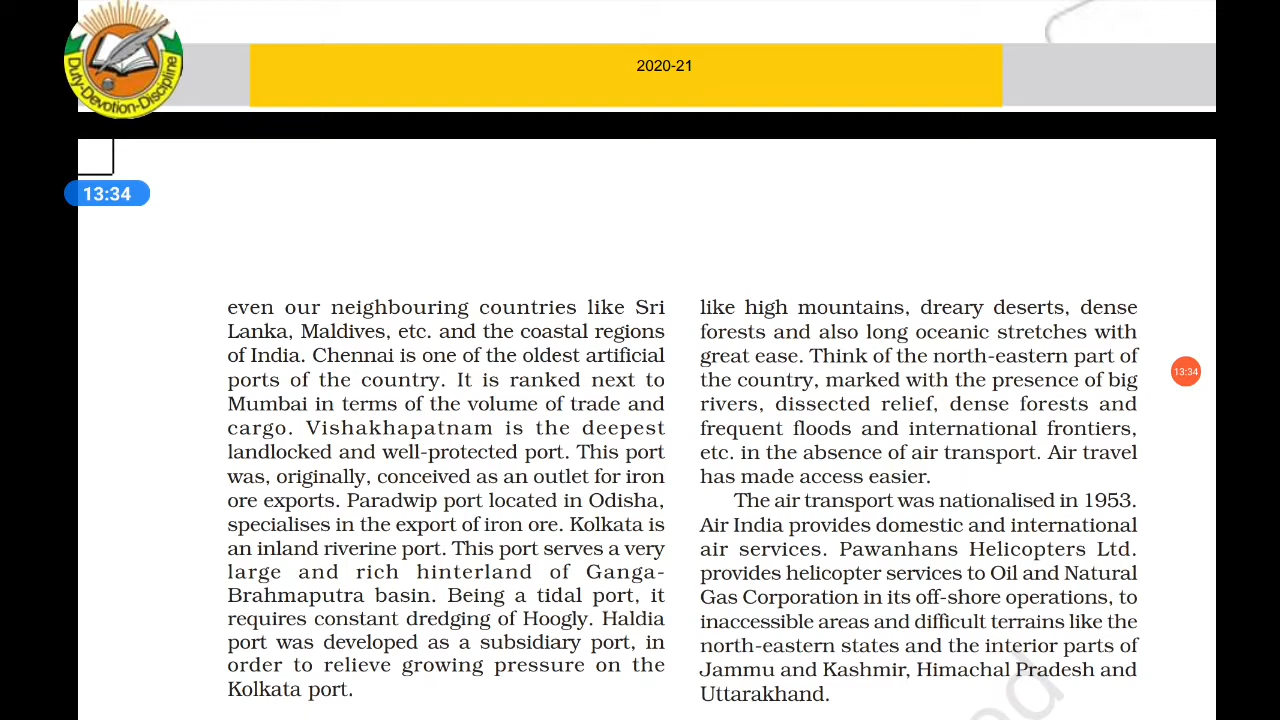 Duty-Devotion-Discipline
2020-21
13:34
even our neighbouring countries like Sri
Lanka, Maldives, etc. and the coastal regions
of India. Chennai is one of the oldest artificial
ports of the country. It is ranked next to
Mumbai in terms of the volume of trade and
cargo. Vishakhapatnam is the deepest
landlocked and well-protected port. This port
was, originally, conceived as an outlet for iron
ore exports. Paradwip port located in Odisha,
specialises in the export of iron ore. Kolkata is
an inland riverine port. This port serves a very
large and rich hinterland of Ganga-
Brahmaputra basin. Being a tidal port, it
requires constant dredging of Hoogly. Haldia
port was developed as a subsidiary port, in
order to relieve growing pressure on the
Kolkata port.
like high mountains, dreary deserts, dense
forests and also long oceanic stretches with
great ease. Think of the north-eastern part of
the country, marked with the presence of big
rivers, dissected relief, dense forests and
frequent floods and international frontiers,
etc. in the absence of air transport. Air travel
has made access easier.
The air transport was nationalised in 1953.
Air India provides domestic and international
air services. Pawanhans Helicopters Ltd.
provides helicopter services to Oil and Natural
Gas Corporation in its off-shore operations, to
inaccessible areas and difficult terrains like the
north-eastern states and the interior parts of
Jammu and Kashmir, Himachal Pradesh and
Uttarakhand.
13:34